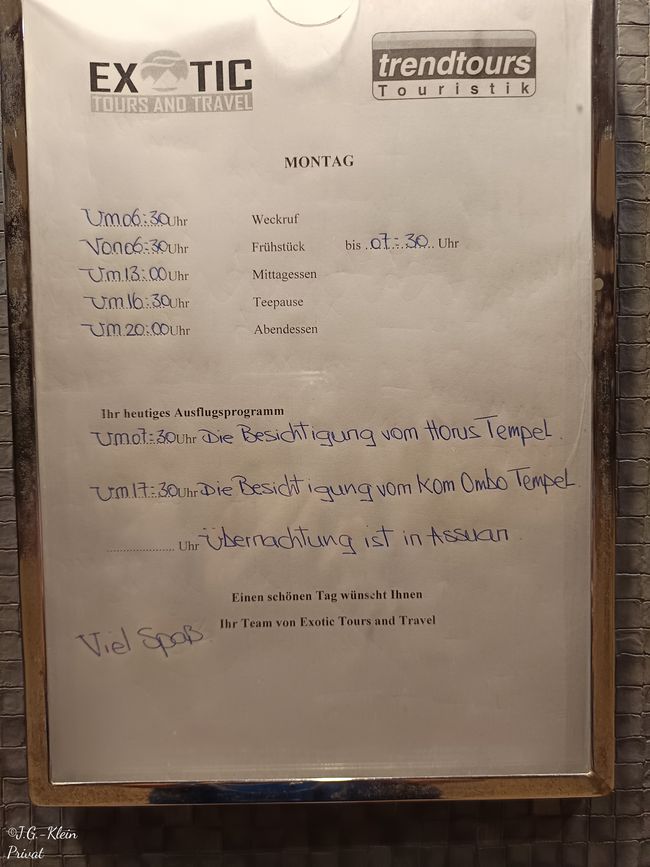 EXOTIC
TOURS AND TRAVEL
trendtours
Touristik
MONTAG
Um 06:30 Uhr Weckruf
Von 06:30 Uhr Frühstück bis 07:30 Uhr
Um 13:00 Uhr Mittagessen
Um 16:30 Uhr Teepause
Um 20:00 Uhr Abendessen
Ihr heutiges Ausflugsprogramm
Um 07:30 Uhr Die Besichtigung vom Horus Tempel.
Um 17:30 Uhr Die Besichtigung vom Kom Ombo Tempel.
.................... Uhr Übernachtung ist in Assuan.
Einen schönen Tag wünscht Ihnen
Ihr Team von Exotic Tours and Travel
Viel Spaß
©J.G.-Klein
Privat